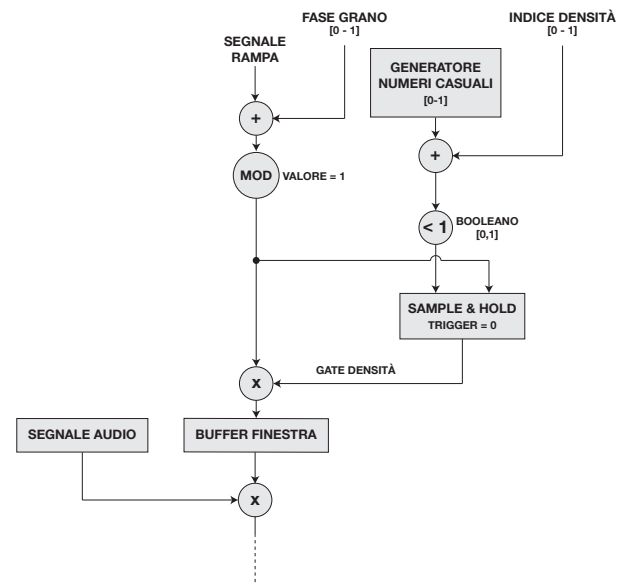 FASE GRANO
[0 - 1]
INDICE DENSITÀ
[0 - 1]
SEGNALE
RAMPA
GENERATORE
NUMERI CASUALI
[0-1]
+
+
MOD
VALORE = 1
< 1
BOOLEANO
[0,1]
SAMPLE & HOLD
TRIGGER = 0
GATE DENSITÀ
x
SEGNALE AUDIO
BUFFER FINESTRA
x